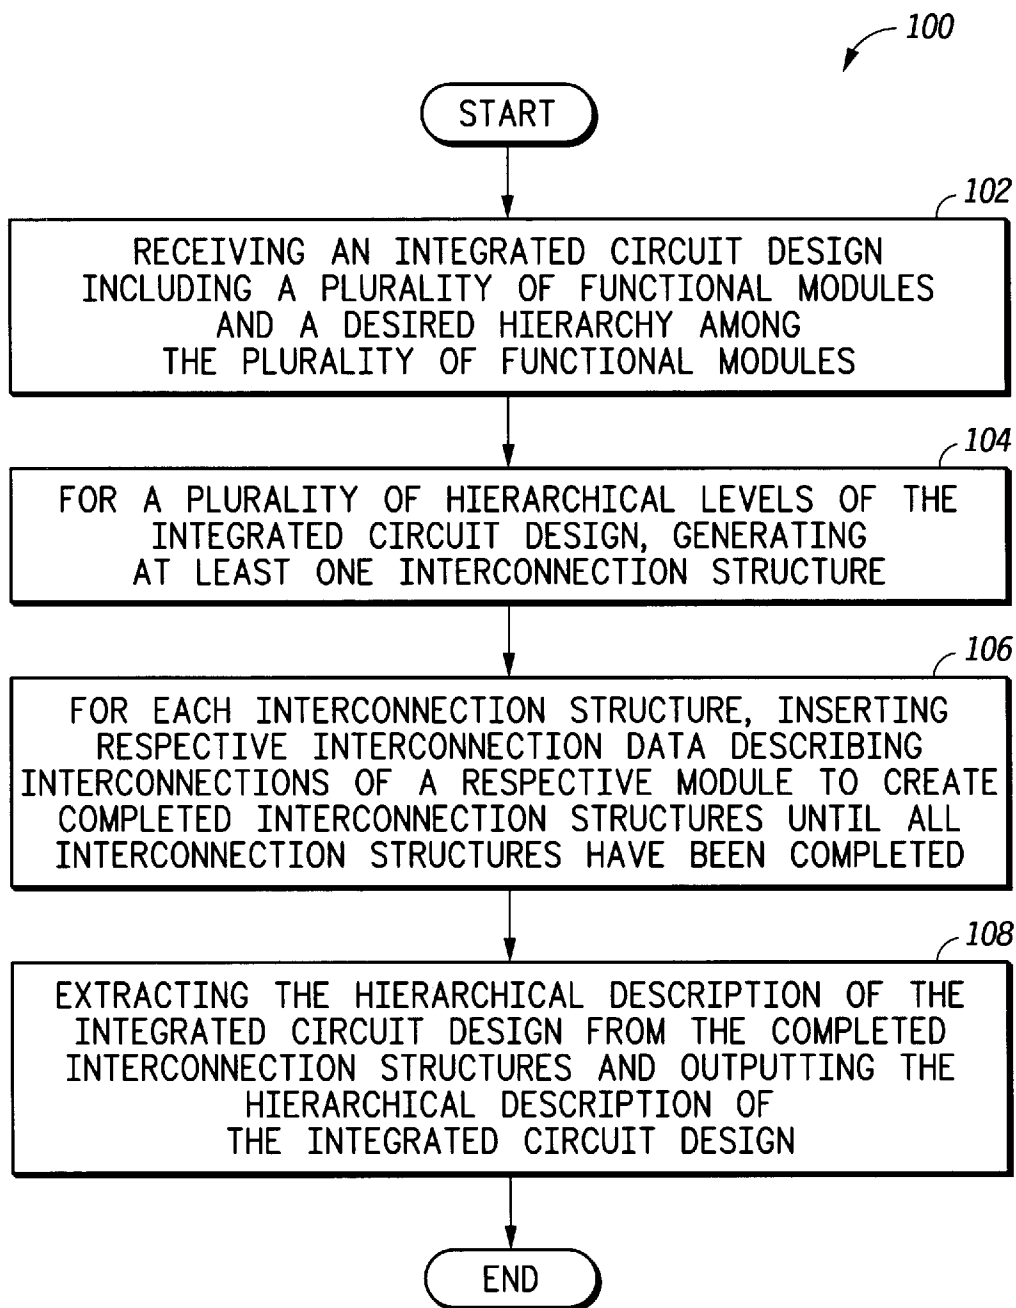 100
START
102
RECEIVING AN INTEGRATED CIRCUIT DESIGN
INCLUDING A PLURALITY OF FUNCTIONAL MODULES
AND A DESIRED HIERARCHY AMONG
THE PLURALITY OF FUNCTIONAL MODULES
104
FOR A PLURALITY OF HIERARCHICAL LEVELS OF THE
INTEGRATED CIRCUIT DESIGN, GENERATING
AT LEAST ONE INTERCONNECTION STRUCTURE
106
FOR EACH INTERCONNECTION STRUCTURE, INSERTING
RESPECTIVE INTERCONNECTION DATA DESCRIBING
INTERCONNECTIONS OF A RESPECTIVE MODULE TO CREATE
COMPLETED INTERCONNECTION STRUCTURES UNTIL ALL
INTERCONNECTION STRUCTURES HAVE BEEN COMPLETED
108
EXTRACTING THE HIERARCHICAL DESCRIPTION OF THE
INTEGRATED CIRCUIT DESIGN FROM THE COMPLETED
INTERCONNECTION STRUCTURES AND OUTPUTTING THE
HIERARCHICAL DESCRIPTION OF
THE INTEGRATED CIRCUIT DESIGN
END